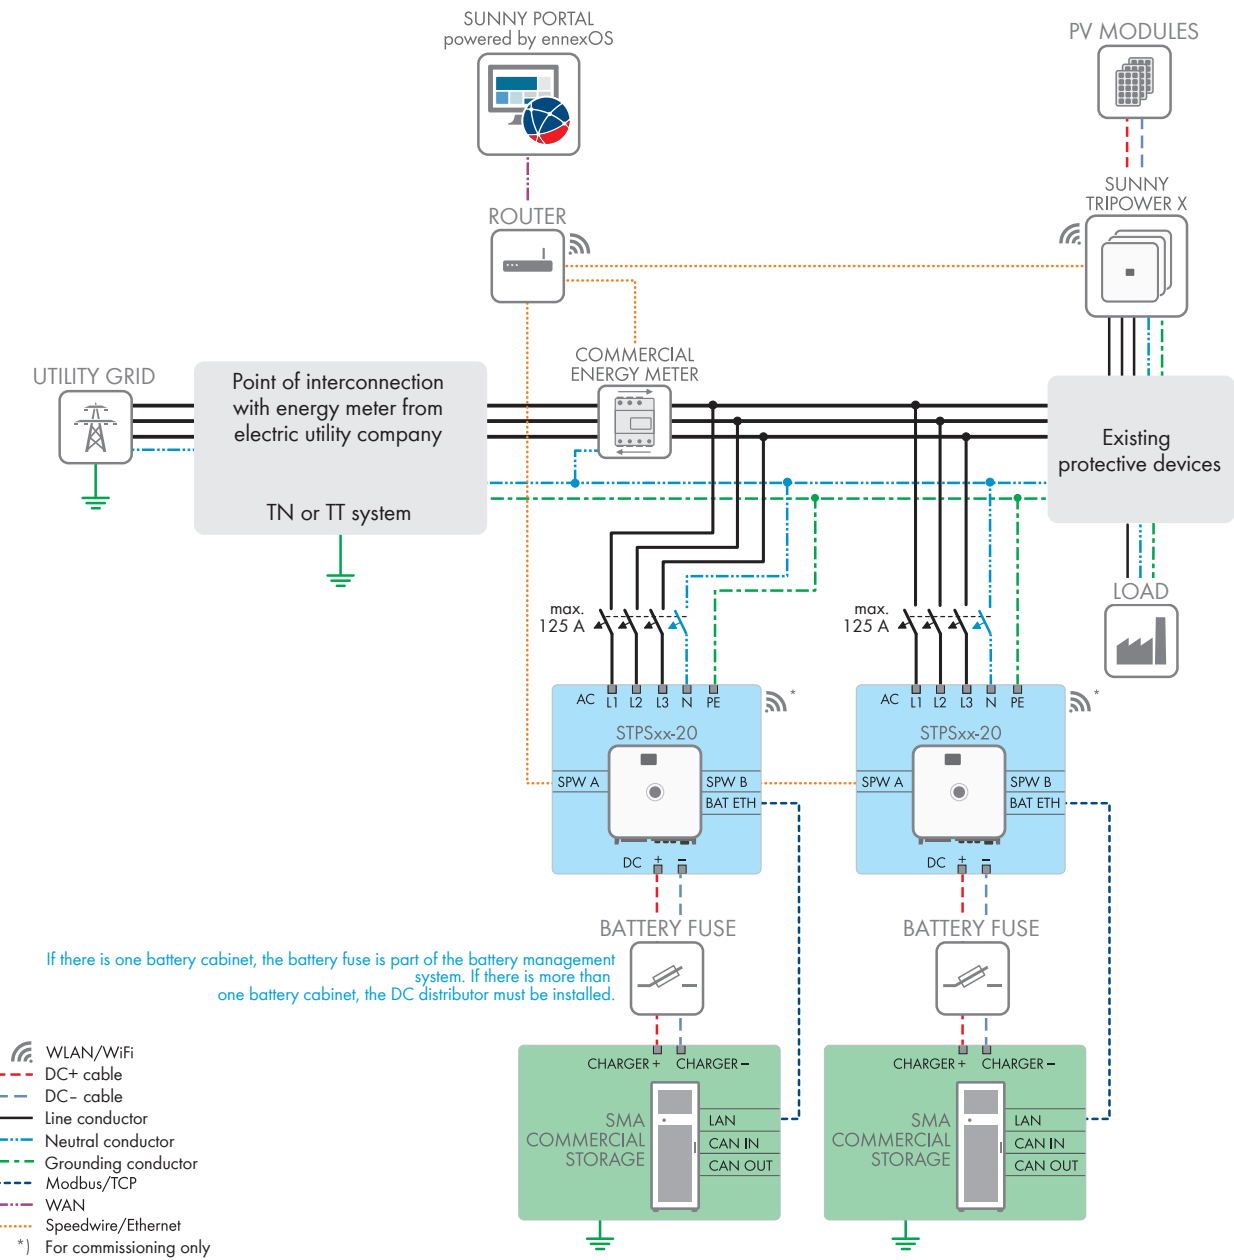 SUNNY PORTAL
powered by ennexOS
PV MODULES
SUNNY
TRIPOWER X
ROUTER
COMMERCIAL
ENERGY METER
UTILITY GRID
Point of interconnection
with energy meter from
electric utility company
TN or TT system
Existing
protective devices
LOAD
max.
125 A
max.
125 A
AC L1 L2 L3 N PE
*
STPSxx-20
SPW A
SPW B
BAT ETH
DC + −
AC L1 L2 L3 N PE
*
STPSxx-20
SPW A
SPW B
BAT ETH
DC + −
BATTERY FUSE
BATTERY FUSE
If there is one battery cabinet, the battery fuse is part of the battery management
system. If there is more than
one battery cabinet, the DC distributor must be installed.
CHARGER + CHARGER −
SMA
COMMERCIAL
STORAGE
LAN
CAN IN
CAN OUT
CHARGER + CHARGER −
SMA
COMMERCIAL
STORAGE
LAN
CAN IN
CAN OUT
WLAN/WiFi
DC+ cable
DC− cable
Line conductor
Neutral conductor
Grounding conductor
Modbus/TCP
WAN
Speedwire/Ethernet
*) For commissioning only